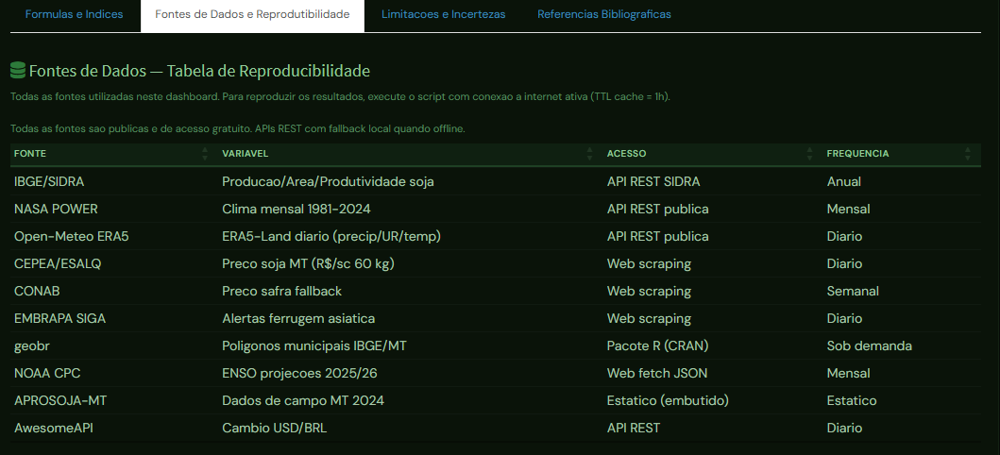 Formulas e Indices Fontes de Dados e Reprodutibilidade Limitacoes e Incertezas Referencias Bibliograficas
Fontes de Dados — Tabela de Reproducibilidade
Todas as fontes utilizadas neste dashboard. Para reproduzir os resultados, execute o script com conexao a internet ativa (TTL cache = 1h).
Todas as fontes sao publicas e de acesso gratuito. APIs REST com fallback local quando offline.
FONTE VARIAVEL ACESSO FREQUENCIA
IBGE/SIDRA Producao/Area/Produtividade soja API REST SIDRA Anual
NASA POWER Clima mensal 1981-2024 API REST publica Mensal
Open-Meteo ERA5 ERA5-Land diario (precip/UR/temp) API REST publica Diario
CEPEA/ESALQ Preco soja MT (R$/sc 60 kg) Web scraping Diario
CONAB Preco safra fallback Web scraping Semanal
EMBRAPA SIGA Alertas ferrugem asiatica Web scraping Diario
geobr Poligonos municipais IBGE/MT Pacote R (CRAN) Sob demanda
NOAA CPC ENSO projecoes 2025/26 Web fetch JSON Mensal
APROSOJA-MT Dados de campo MT 2024 Estatico (embutido) Estatico
AwesomeAPI Cambio USD/BRL API REST Diario